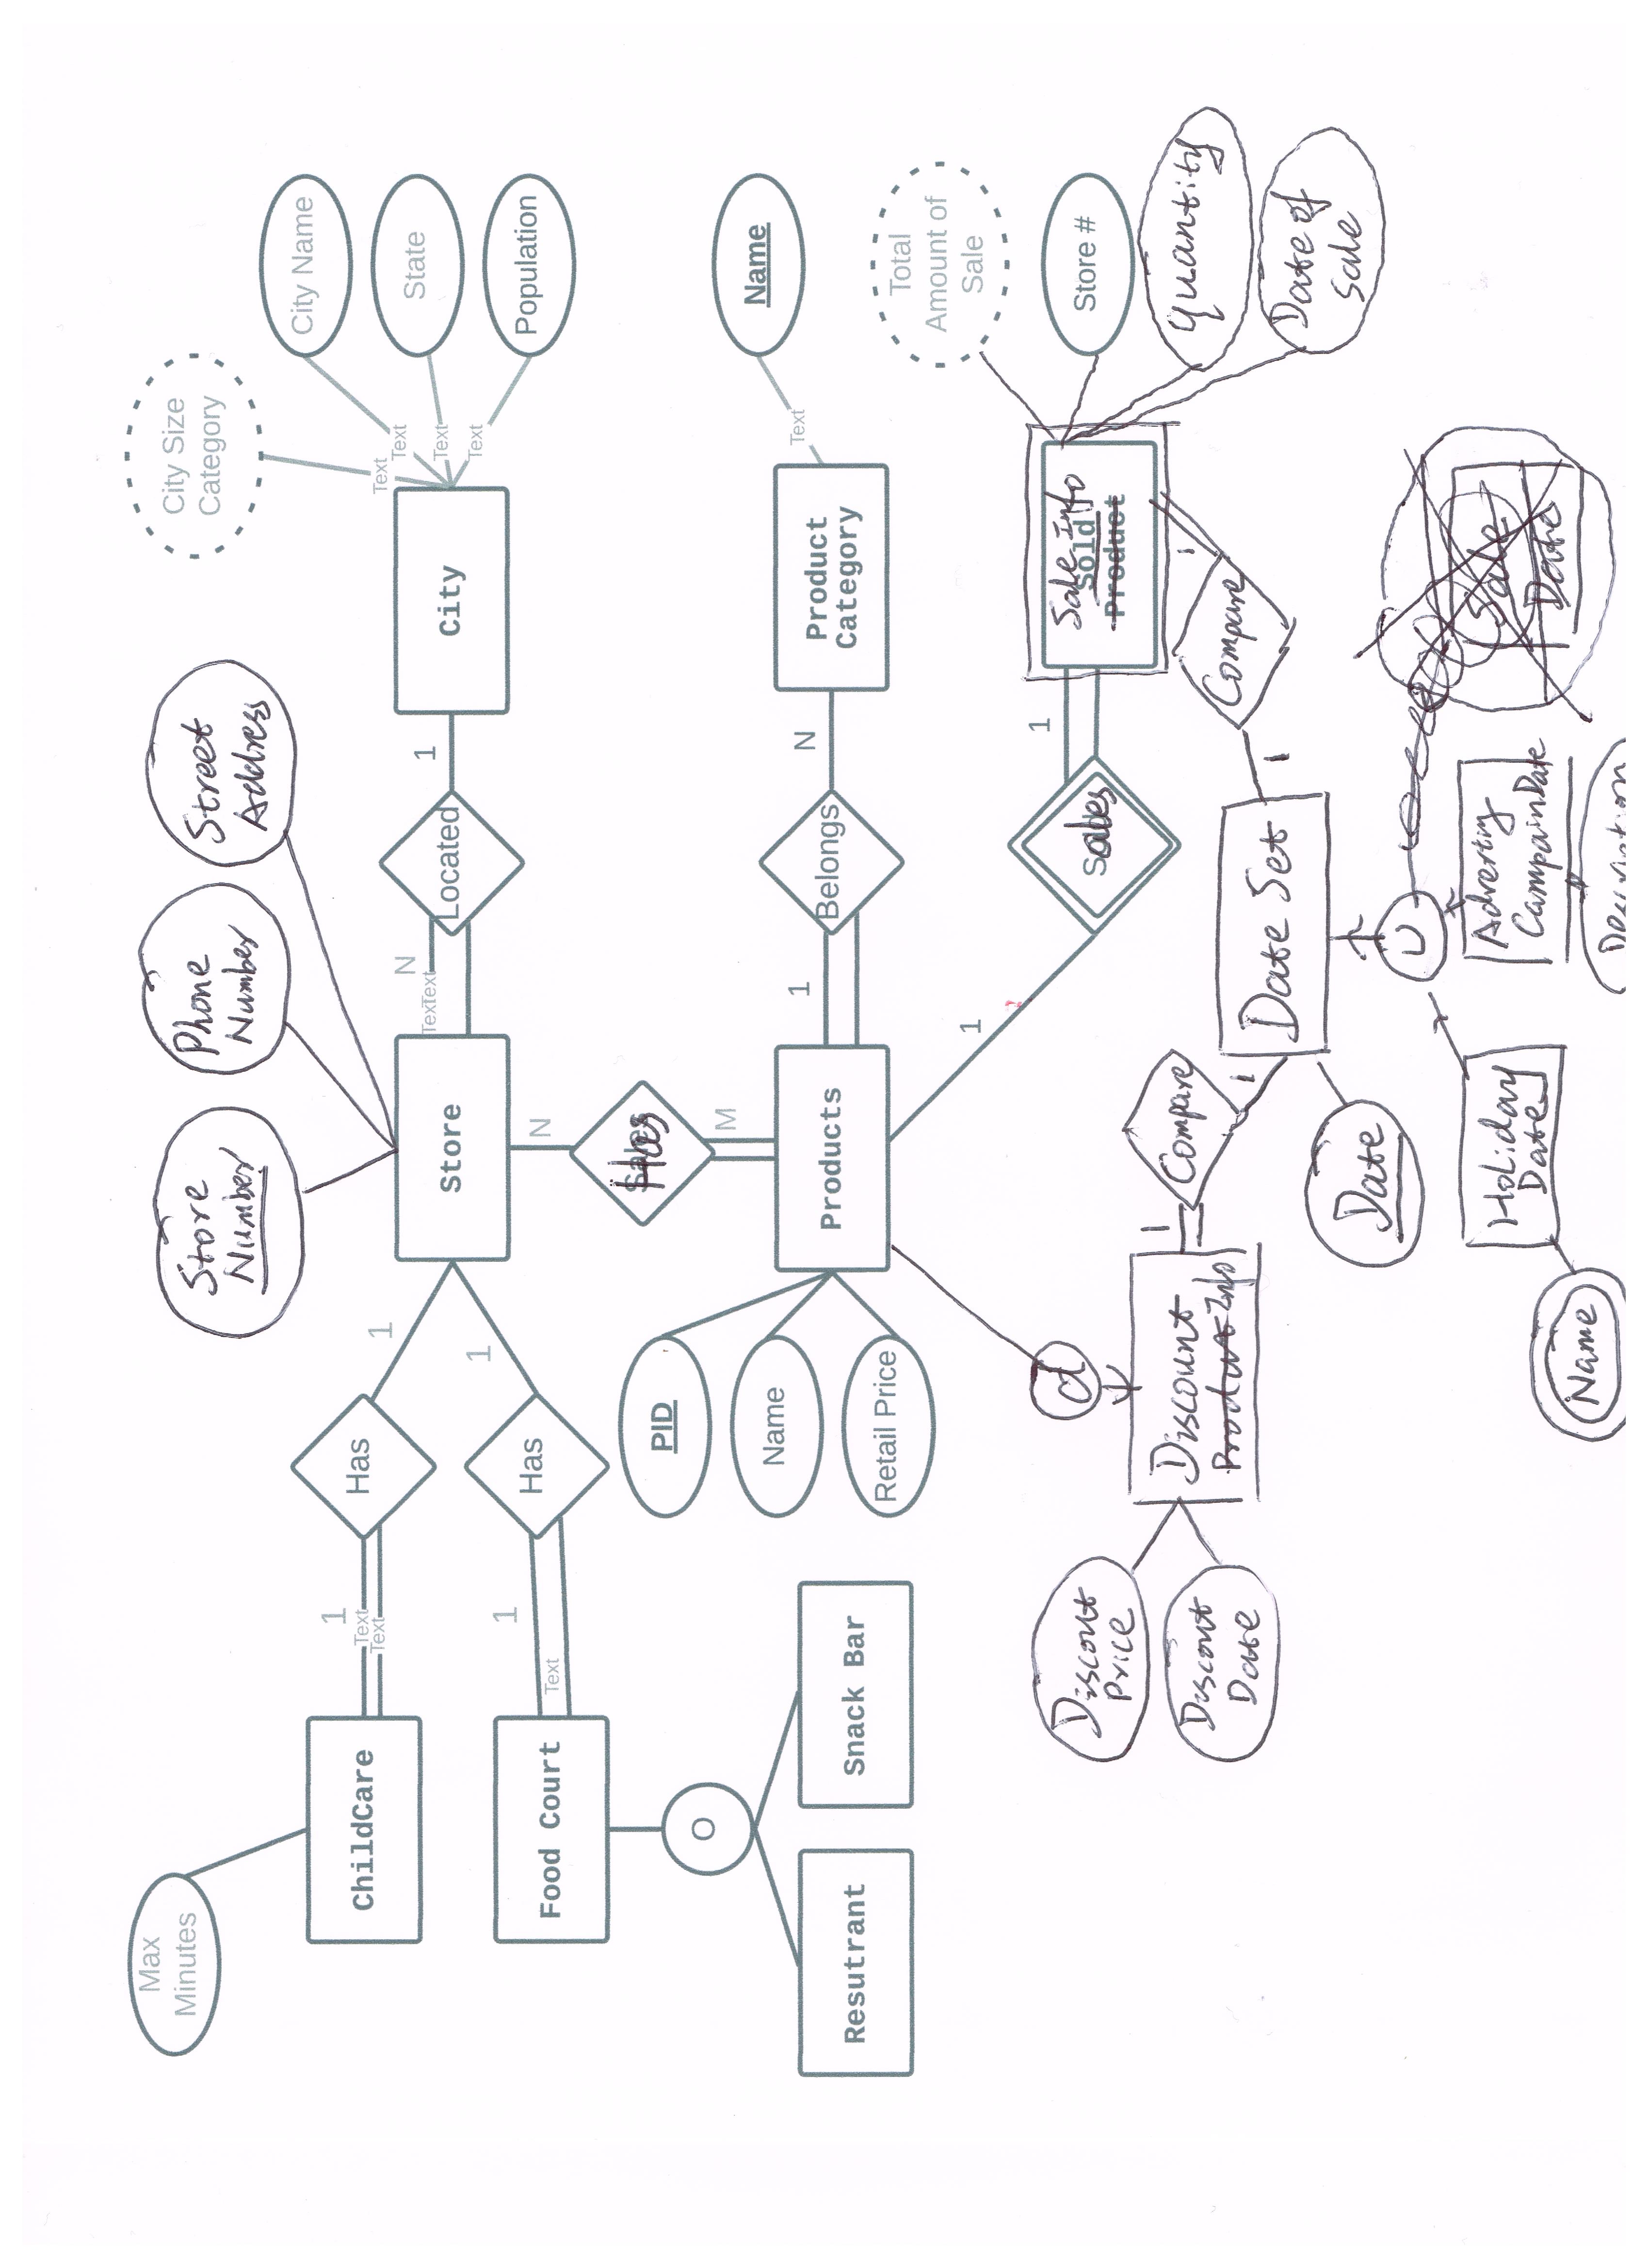 Max
Minutes
Store
Number
Phone
Number
Street
Address
City Size
Category
City Name
State
Population
Text
Text
Text
Text
ChildCare
1
Text
Text
Has
1
Store
N
TextText
Located
1
City
Food Court
1
Text
Has
1
O
Resutrant
Snack Bar
N
Has
M
PID
Name
Retail Price
Products
1
Belongs
N
Product
Category
Text
Name
1
Total
Amount of
Sale
Store #
quantity
Date of
Sale
1
Sales
Sale Info
Sold
Product
d
Discout
Price
Discout
Date
Discount
Product Info
1
Compare
1
Date Set
1
Compare
1
Date
U
Holiday
Date
Name
Adverting
CampainDate
Description
Sale
Date